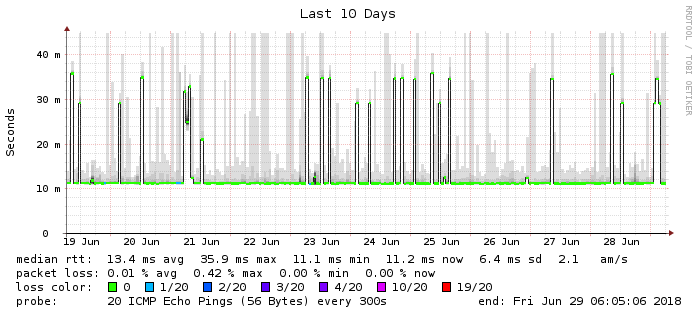 Last 10 Days
RRDTOOL / TOBI OETIKER
Seconds
40 m
30 m
20 m
10 m
0
19 Jun 20 Jun 21 Jun 22 Jun 23 Jun 24 Jun 25 Jun 26 Jun 27 Jun 28 Jun
median rtt: 13.4 ms avg 35.9 ms max 11.1 ms min 11.2 ms now 6.4 ms sd 2.1 am/s
packet loss: 0.01 % avg 0.42 % max 0.00 % min 0.00 % now
loss color: 0 1/20 2/20 3/20 4/20 10/20 19/20
probe: 20 ICMP Echo Pings (56 Bytes) every 300s end: Fri Jun 29 06:05:06 2018